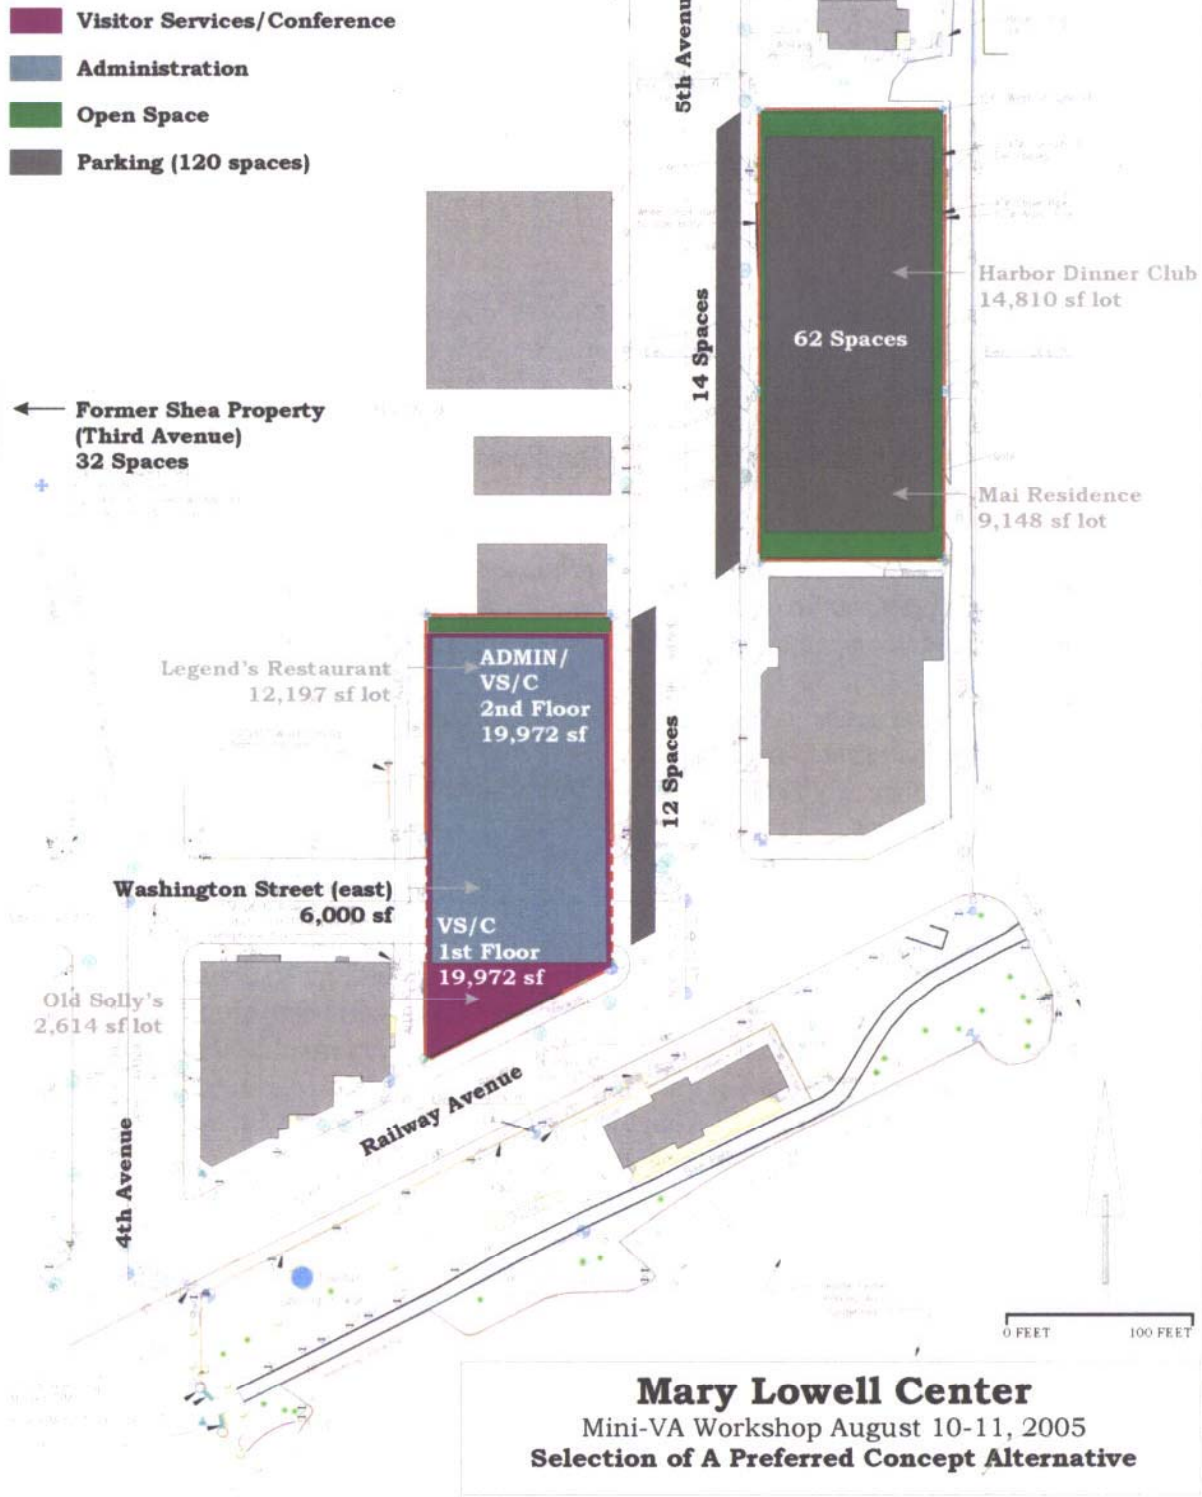 Visitor Services/Conference
Administration
Open Space
Parking (120 spaces)
5th Avenu
14 Spaces
62 Spaces
Harbor Dinner Club
14,810 sf lot
Former Shea Property
(Third Avenue)
32 Spaces
Mai Residence
9,148 sf lot
Legend's Restaurant
12,197 sf lot
ADMIN/
VS/C
2nd Floor
19,972 sf
12 Spaces
Washington Street (east)
6,000 sf
VS/C
1st Floor
19,972 sf
Old Solly's
2,614 sf lot
Railway Avenue
4th Avenue
0 FEET
100 FEET
Mary Lowell Center
Mini-VA Workshop August 10-11, 2005
Selection of A Preferred Concept Alternative